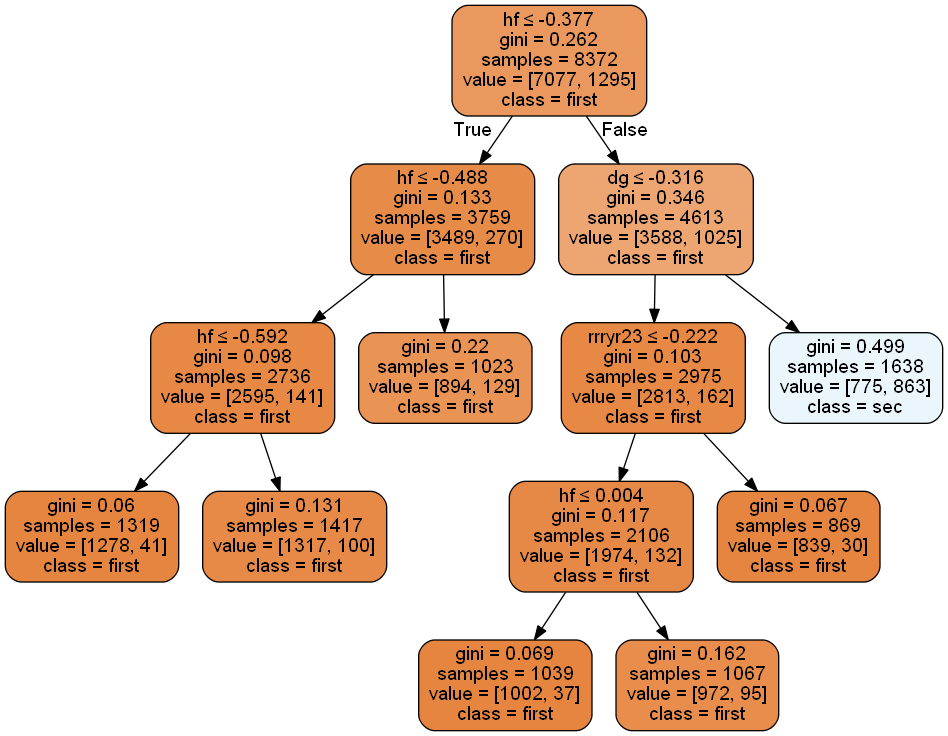 hf ≤ -0.377
gini = 0.262
samples = 8372
value = [7077, 1295]
class = first
True
False
hf ≤ -0.488
gini = 0.133
samples = 3759
value = [3489, 270]
class = first
dg ≤ -0.316
gini = 0.346
samples = 4613
value = [3588, 1025]
class = first
hf ≤ -0.592
gini = 0.098
samples = 2736
value = [2595, 141]
class = first
gini = 0.22
samples = 1023
value = [894, 129]
class = first
rrryr23 ≤ -0.222
gini = 0.103
samples = 2975
value = [2813, 162]
class = first
gini = 0.499
samples = 1638
value = [775, 863]
class = sec
gini = 0.06
samples = 1319
value = [1278, 41]
class = first
gini = 0.131
samples = 1417
value = [1317, 100]
class = first
hf ≤ 0.004
gini = 0.117
samples = 2106
value = [1974, 132]
class = first
gini = 0.067
samples = 869
value = [839, 30]
class = first
gini = 0.069
samples = 1039
value = [1002, 37]
class = first
gini = 0.162
samples = 1067
value = [972, 95]
class = first